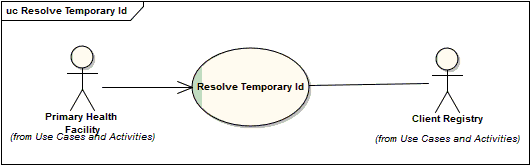 uc Resolve Temporary Id
Resolve Temporary Id
Primary Health
Facility
(from Use Cases and Activities)
Client Registry
(from Use Cases and Activities)